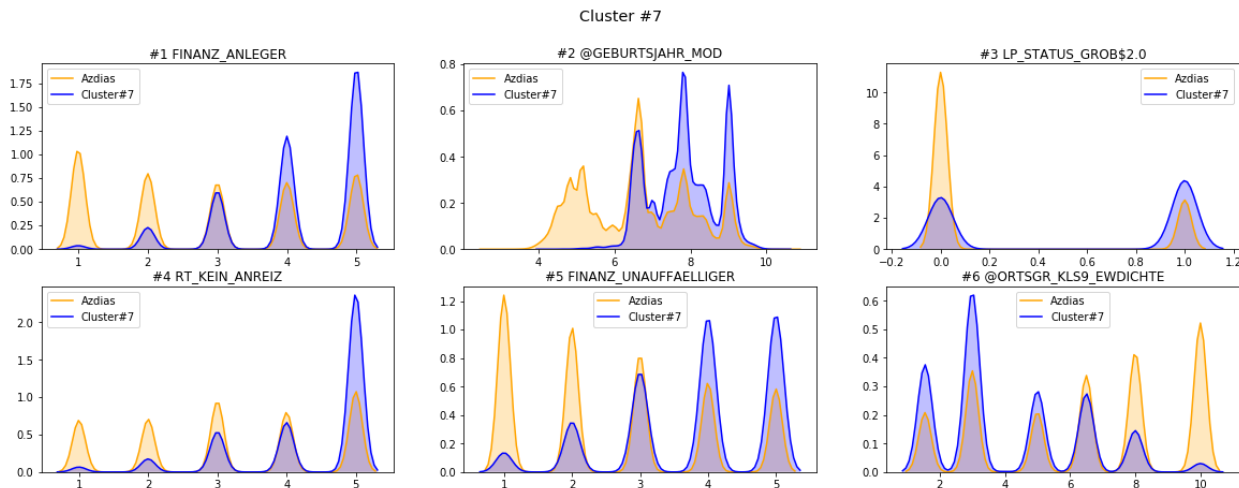 Cluster #7
#1 FINANZ_ANLEGER
#2 @GEBURTSJAHR_MOD
#3 LP_STATUS_GROB$2.0
Azdias
Cluster#7
Azdias
Cluster#7
Azdias
Cluster#7
1.75
1.50
1.25
1.00
0.75
0.50
0.25
0.00
0.8
0.6
0.4
0.2
0.0
10
8
6
4
2
0
1 2 3 4 5
4 6 8 10
−0.2 0.0 0.2 0.4 0.6 0.8 1.0 1.2
#4 RT_KEIN_ANREIZ
#5 FINANZ_UNAUFFAELLIGER
#6 @ORTSGR_KLS9_EWDICHTE
Azdias
Cluster#7
Azdias
Cluster#7
Azdias
Cluster#7
2.0
1.5
1.0
0.5
0.0
1.2
1.0
0.8
0.6
0.4
0.2
0.0
0.6
0.5
0.4
0.3
0.2
0.1
0.0
1 2 3 4 5
1 2 3 4 5
2 4 6 8 10